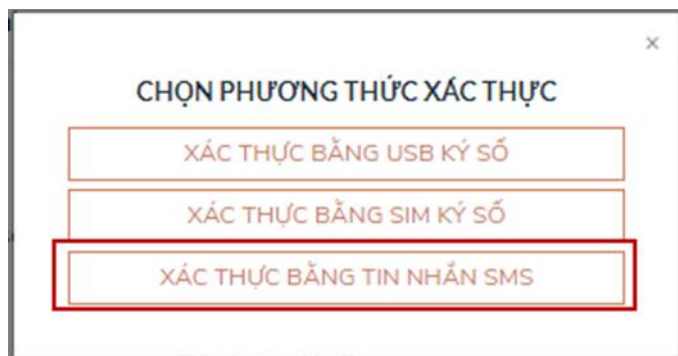 CHỌN PHƯƠNG THỨC XÁC THỰC
XÁC THỰC BẰNG USB KÝ SỐ
XÁC THỰC BẰNG SIM KÝ SỐ
XÁC THỰC BẰNG TIN NHẮN SMS